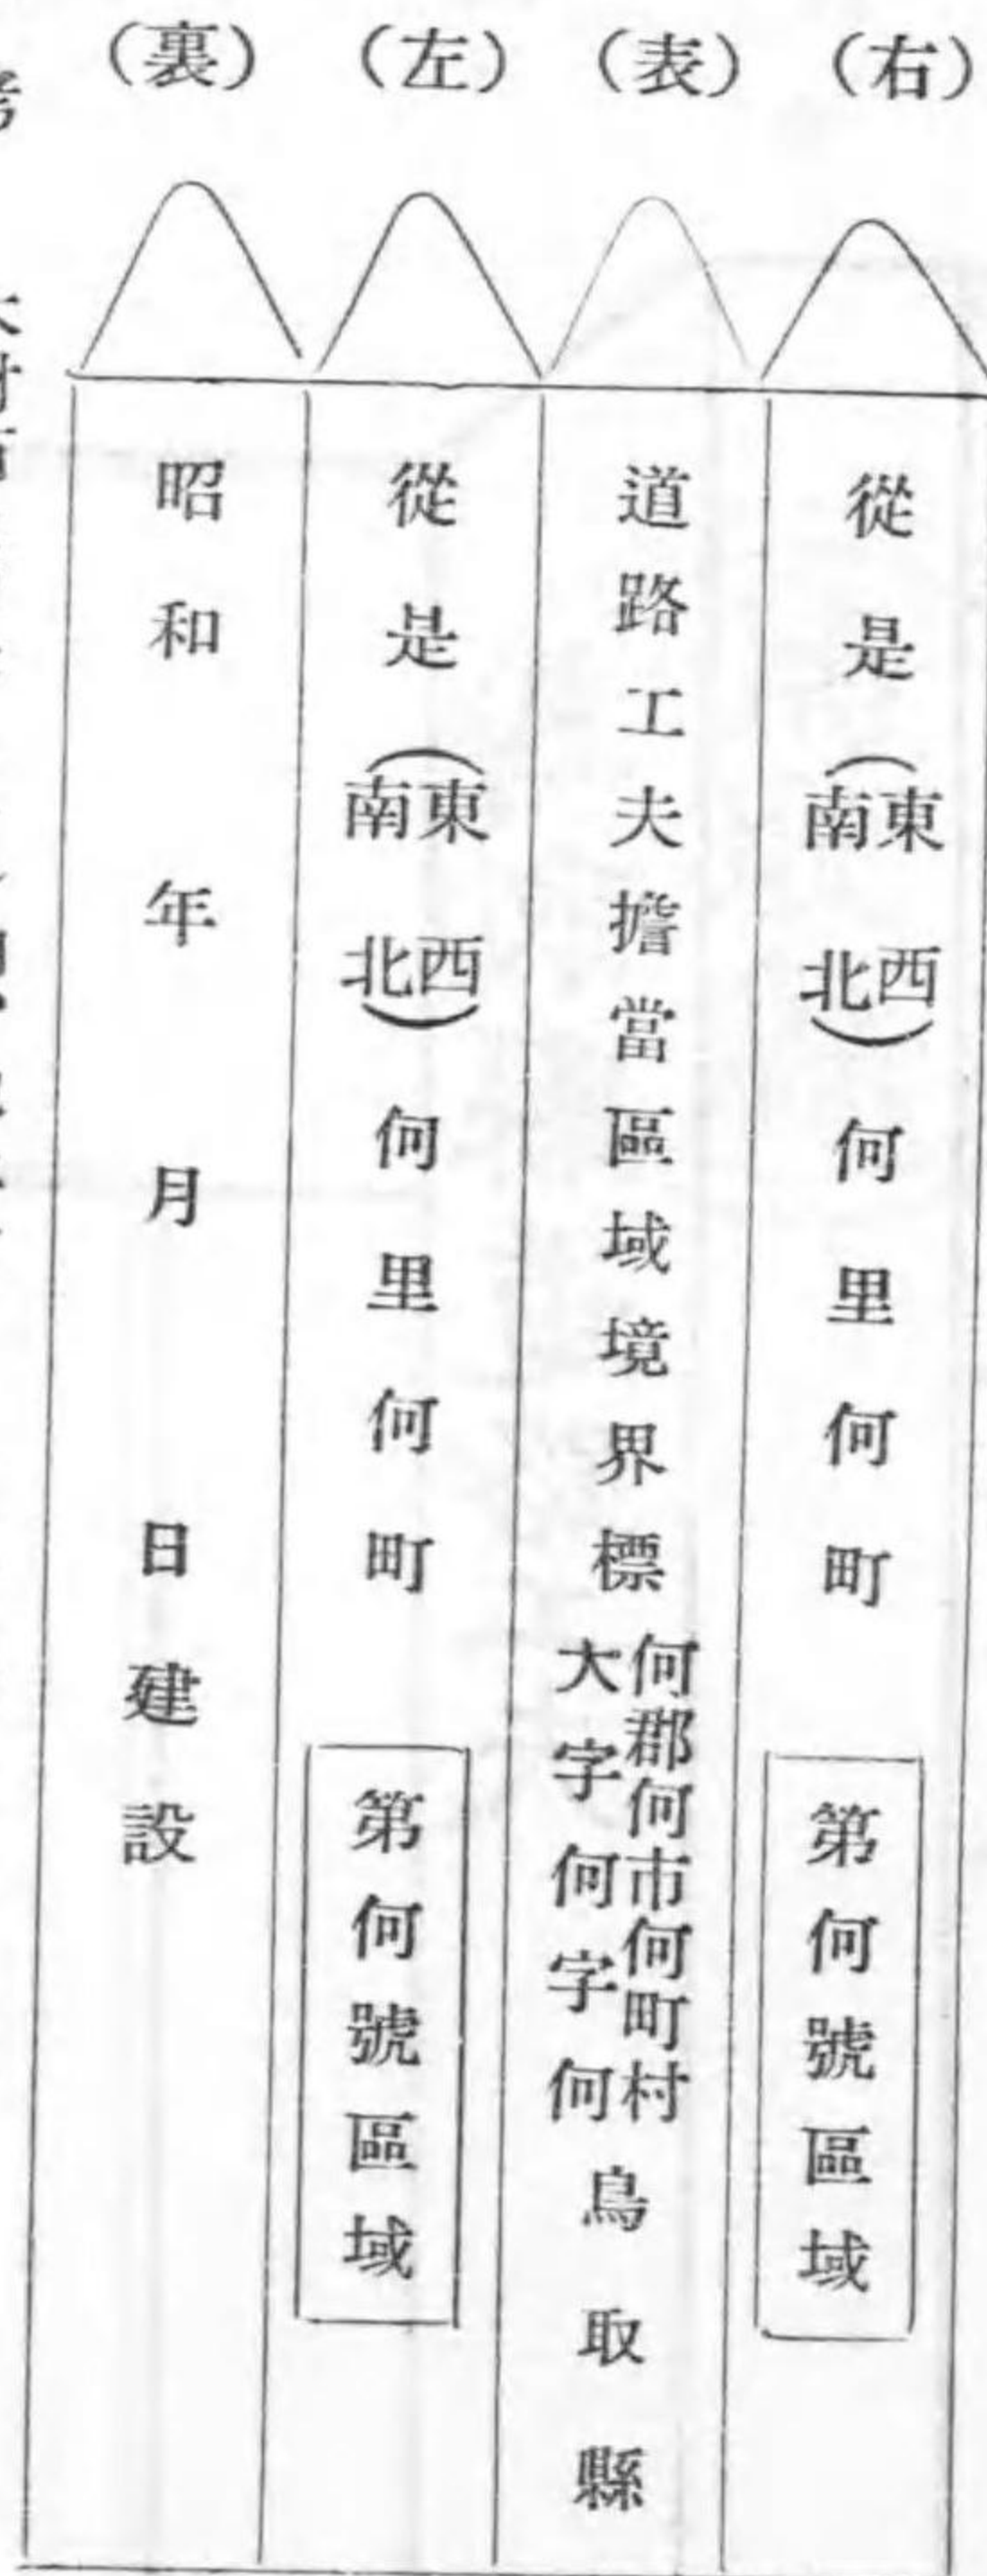 (右)
從是(東西南北)何里何町 第何號區域
(表)
道路工夫擔當區域境界標 何郡何市何町村
大字何字何
鳥取縣
(左)
從是(東西南北)何里何町 第何號區域
(裏)
昭和 年 月 日建設